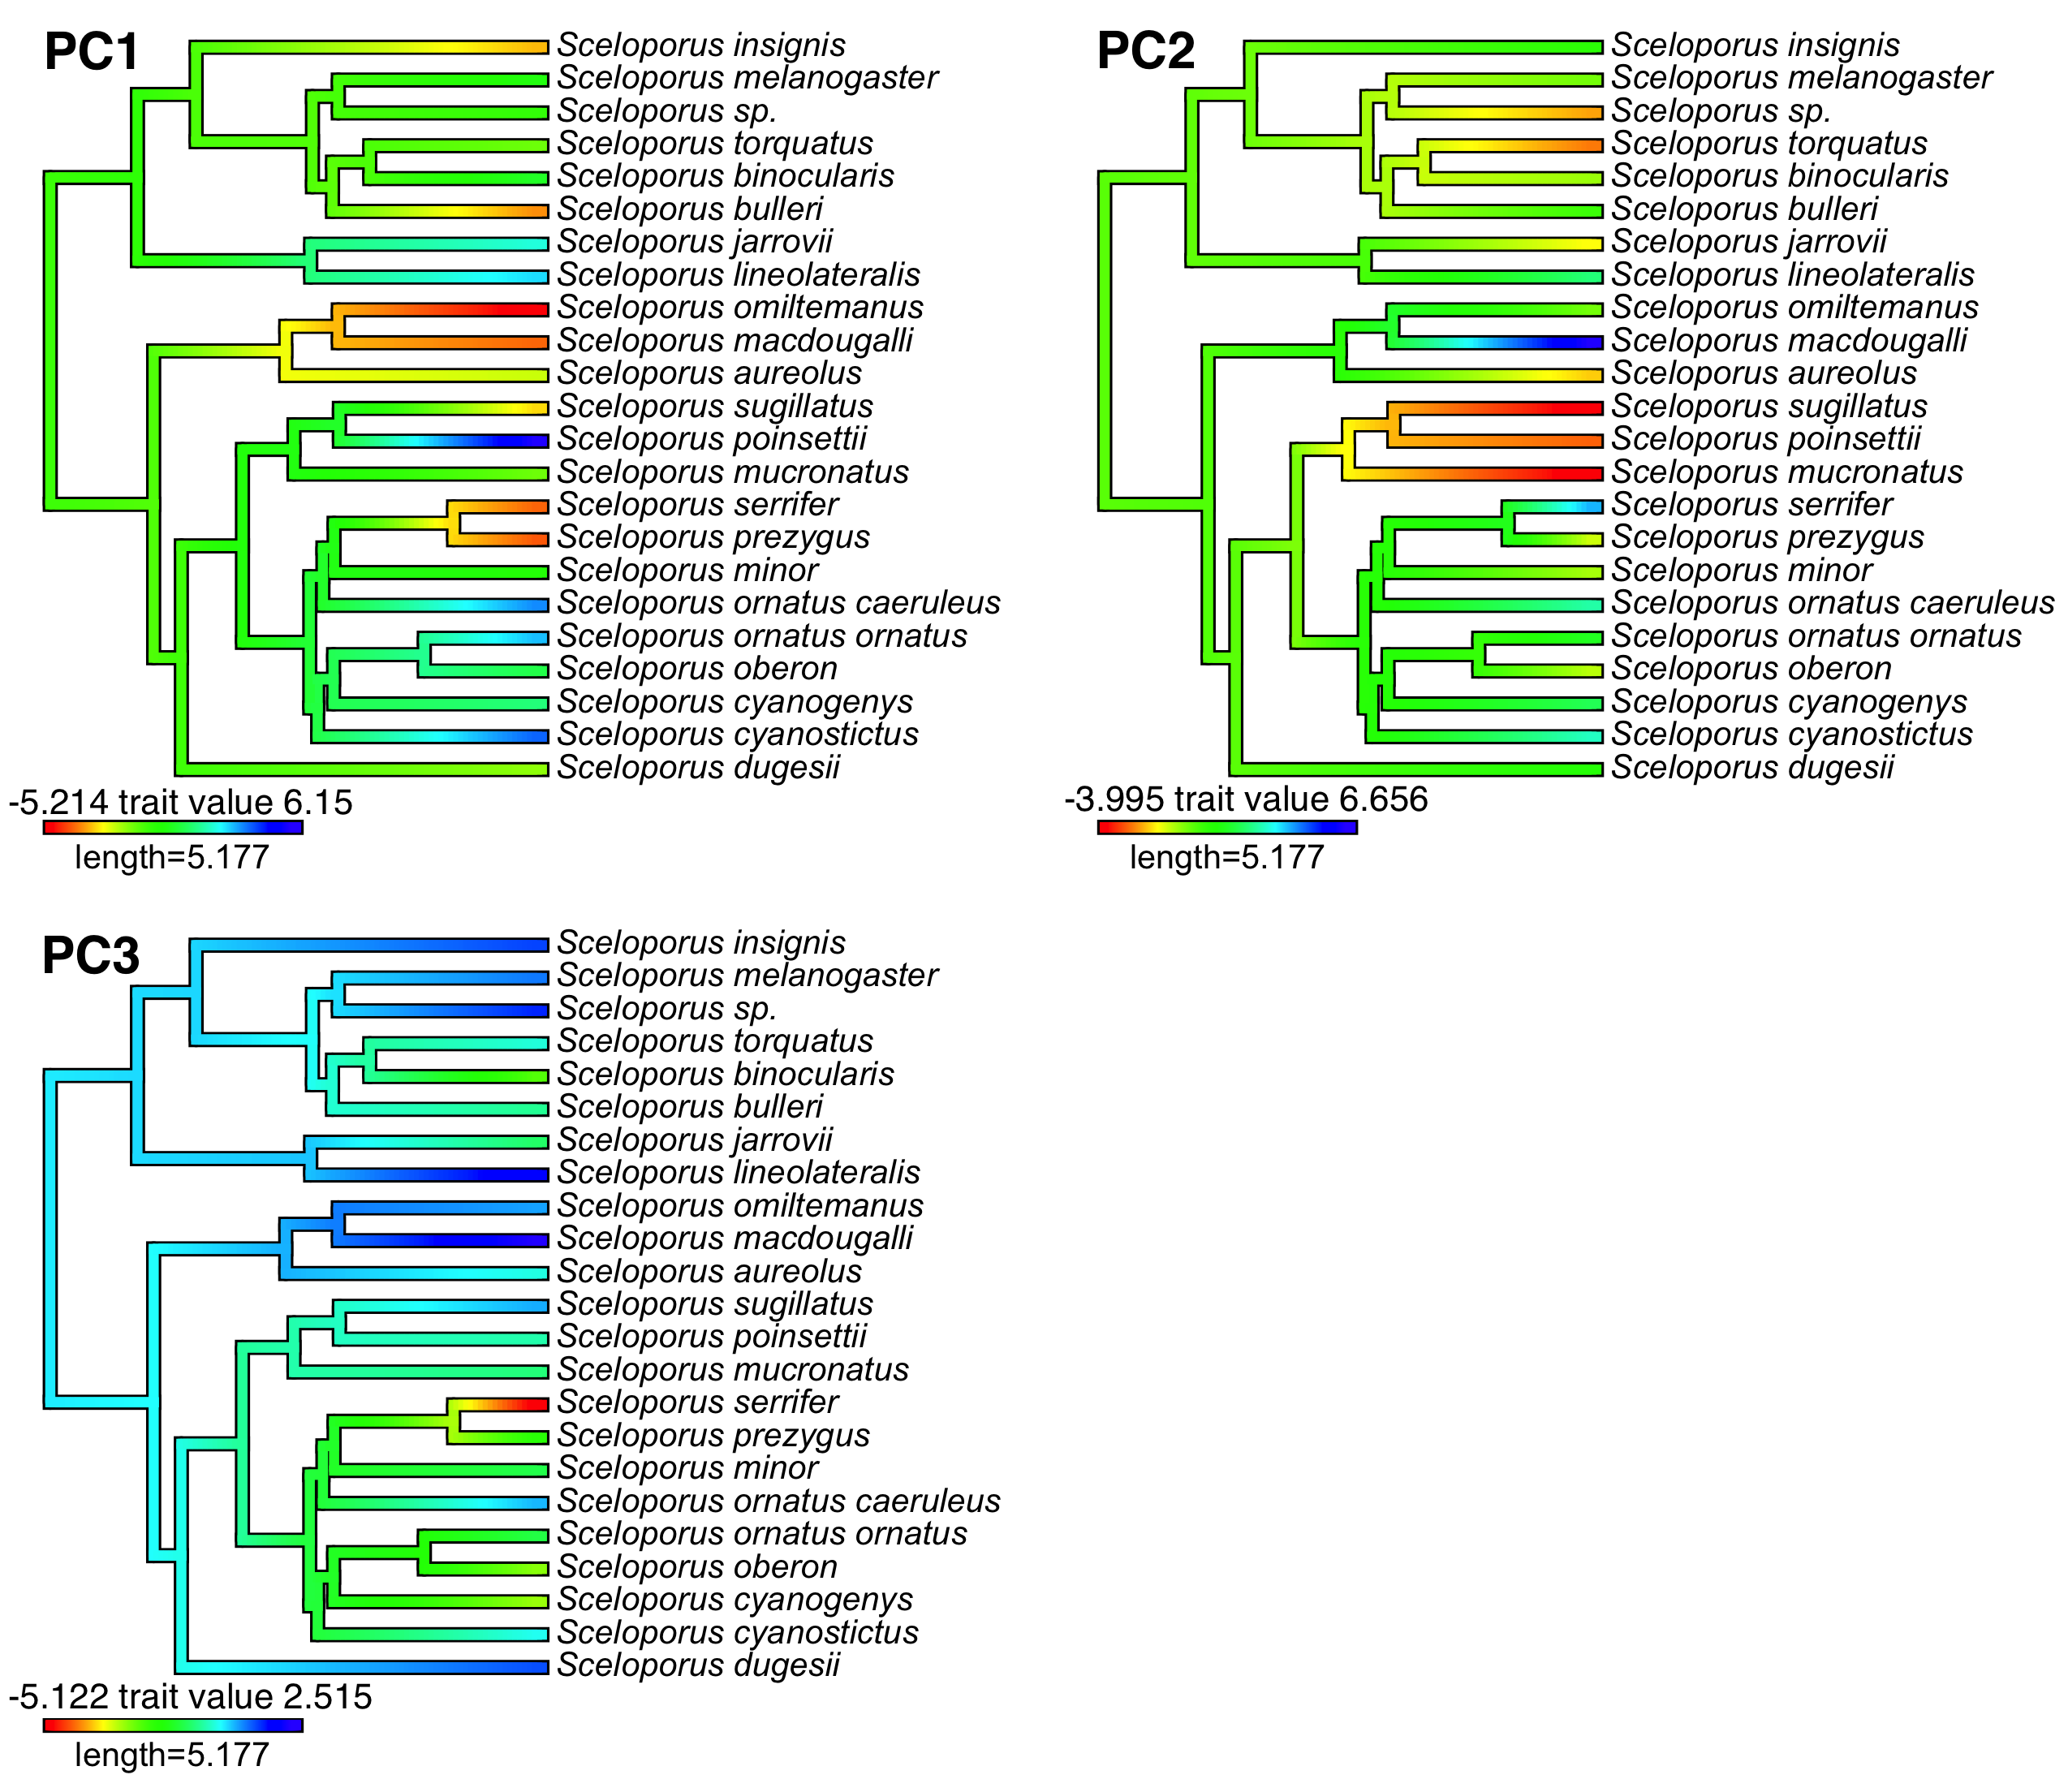 PC1
Sceloporus insignis
Sceloporus melanogaster
Sceloporus sp.
Sceloporus torquatus
Sceloporus binocularis
Sceloporus bulleri
Sceloporus jarrovii
Sceloporus lineolateralis
Sceloporus omiltemanus
Sceloporus macdougalli
Sceloporus aureolus
Sceloporus sugillatus
Sceloporus poinsettii
Sceloporus mucronatus
Sceloporus serrifer
Sceloporus prezygus
Sceloporus minor
Sceloporus ornatus caeruleus
Sceloporus ornatus ornatus
Sceloporus oberon
Sceloporus cyanogenys
Sceloporus cyanostictus
Sceloporus dugesii
-5.214 trait value 6.15
length=5.177
PC2
Sceloporus insignis
Sceloporus melanogaster
Sceloporus sp.
Sceloporus torquatus
Sceloporus binocularis
Sceloporus bulleri
Sceloporus jarrovii
Sceloporus lineolateralis
Sceloporus omiltemanus
Sceloporus macdougalli
Sceloporus aureolus
Sceloporus sugillatus
Sceloporus poinsettii
Sceloporus mucronatus
Sceloporus serrifer
Sceloporus prezygus
Sceloporus minor
Sceloporus ornatus caeruleus
Sceloporus ornatus ornatus
Sceloporus oberon
Sceloporus cyanogenys
Sceloporus cyanostictus
Sceloporus dugesii
-3.995 trait value 6.656
length=5.177
PC3
Sceloporus insignis
Sceloporus melanogaster
Sceloporus sp.
Sceloporus torquatus
Sceloporus binocularis
Sceloporus bulleri
Sceloporus jarrovii
Sceloporus lineolateralis
Sceloporus omiltemanus
Sceloporus macdougalli
Sceloporus aureolus
Sceloporus sugillatus
Sceloporus poinsettii
Sceloporus mucronatus
Sceloporus serrifer
Sceloporus prezygus
Sceloporus minor
Sceloporus ornatus caeruleus
Sceloporus ornatus ornatus
Sceloporus oberon
Sceloporus cyanogenys
Sceloporus cyanostictus
Sceloporus dugesii
-5.122 trait value 2.515
length=5.177